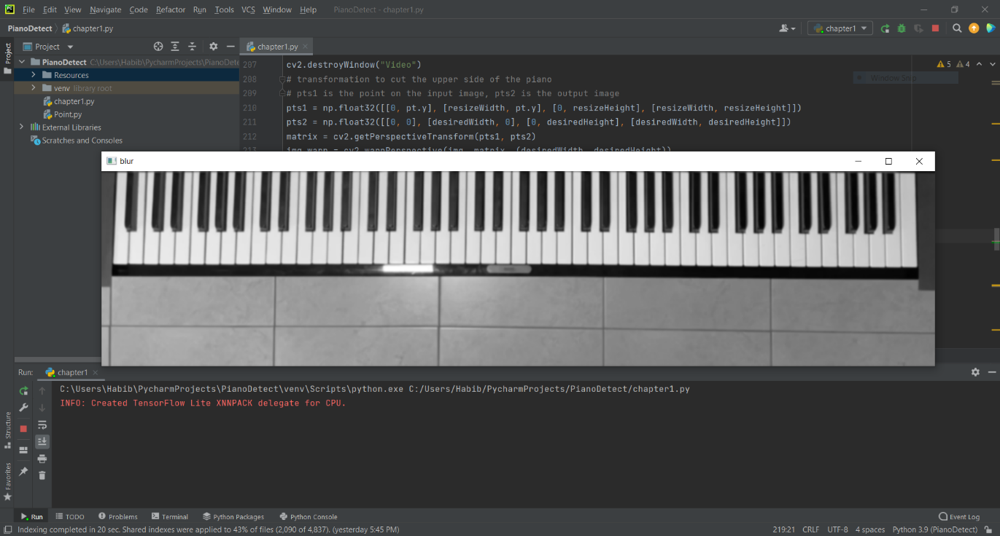 PC
File Edit View Navigate Code Refactor Run Tools VCS Window Help PianoDetect - chapter1.py
PianoDetect chapter1.py chapter1
Project chapter1.py
Project
PianoDetect C:\Users\Habib\PycharmProjects\PianoDete
Resources
venv library root
chapter1.py
Point.py
External Libraries
Scratches and Consoles
5 4
Window Snip
207 cv2.destroyWindow("Video")
208 # transformation to cut the upper side of the piano
209 # pts1 is the point on the input image, pts2 is the output image
210 pts1 = np.float32([[0, pt.y], [resizeWidth, pt.y], [0, resizeHeight], [resizeWidth, resizeHeight]])
211 pts2 = np.float32([[0, 0], [desiredWidth, 0], [0, desiredHeight], [desiredWidth, desiredHeight]])
212 matrix = cv2.getPerspectiveTransform(pts1, pts2)
213 img_warp = cv2.warpPerspective(img, matrix, (desiredWidth, desiredHeight))
blur
Run: chapter1
C:\Users\Habib\PycharmProjects\PianoDetect\venv\Scripts\python.exe C:/Users/Habib/PycharmProjects/PianoDetect/chapter1.py
INFO: Created TensorFlow Lite XNNPACK delegate for CPU.
Structure
Favorites
Run TODO Problems Terminal Python Packages Python Console Event Log
Indexing completed in 20 sec. Shared indexes were applied to 43% of files (2,090 of 4,837). (yesterday 5:45 PM) 219:21 CRLF UTF-8 4 spaces Python 3.9 (PianoDetect)